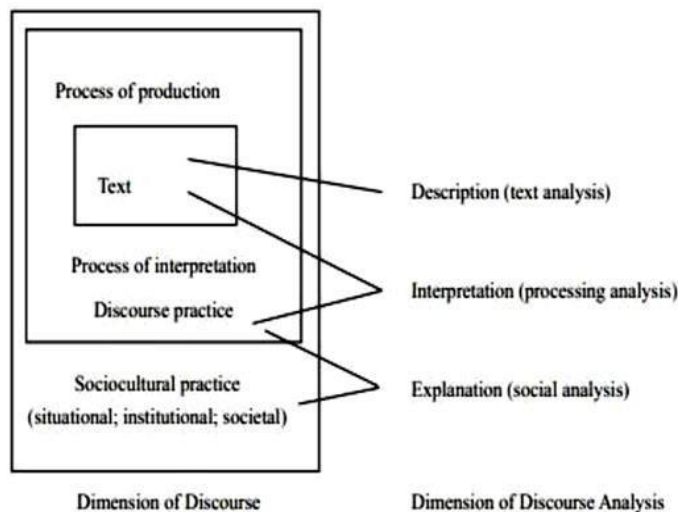 Process of production
Text
Description (text analysis)
Process of interpretation
Interpretation (processing analysis)
Discourse practice
Sociocultural practice
Explanation (social analysis)
(situational; institutional; societal)
Dimension of Discourse
Dimension of Discourse Analysis